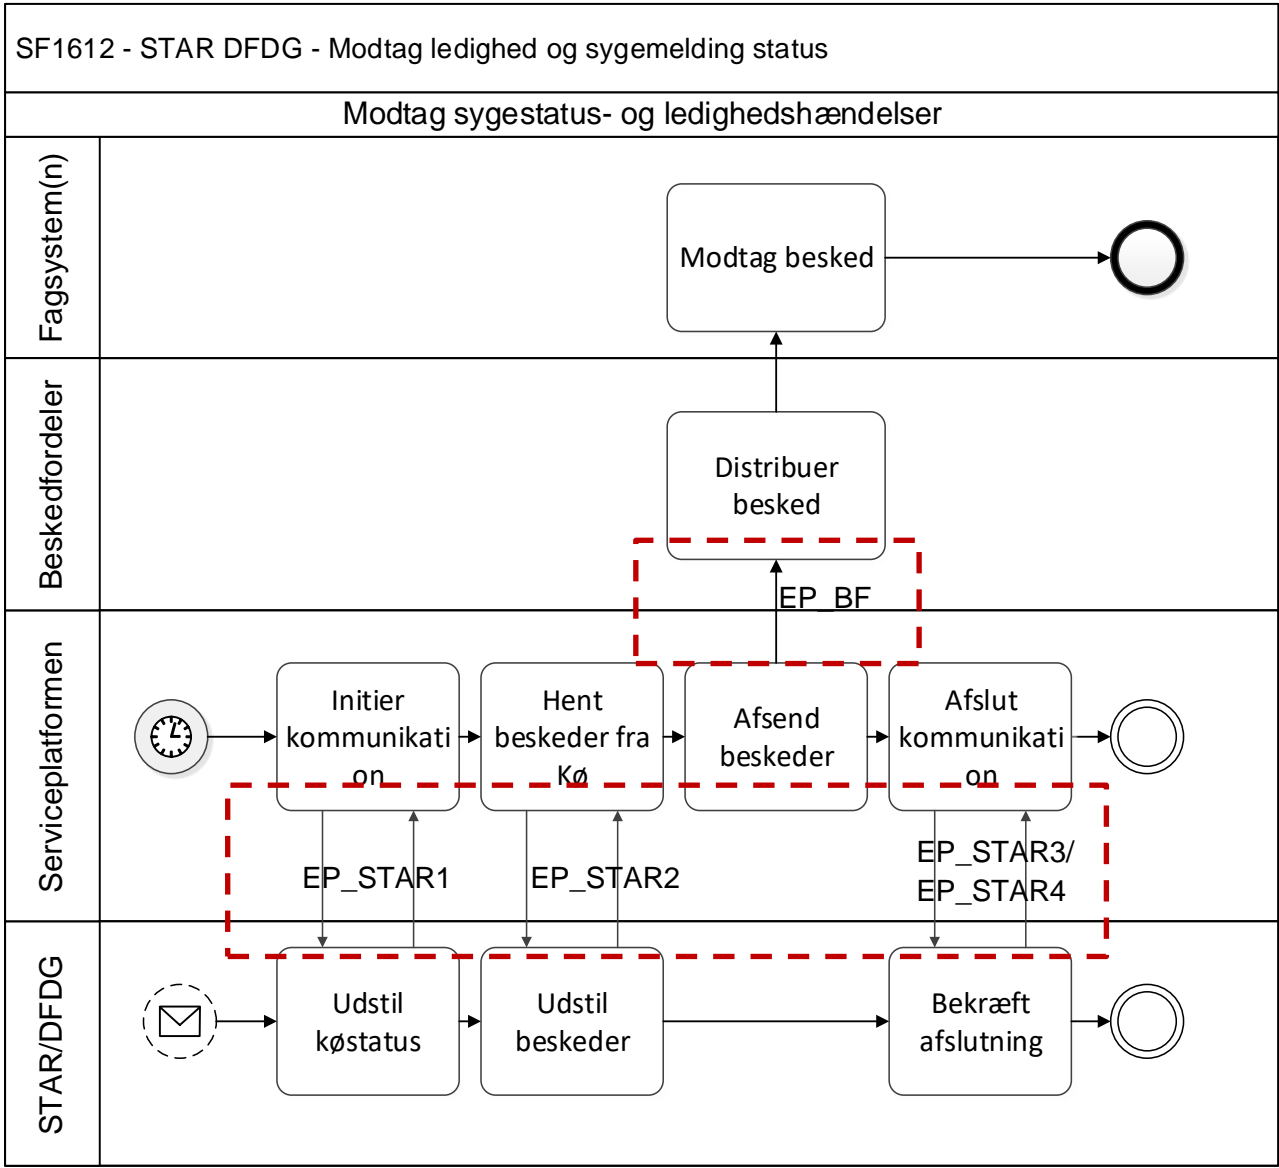 SF1612 - STAR DFDG - Modtag ledighed og sygemelding status
Modtag sygestatus- og ledighedshændelser
Fagsystem(n)
Modtag besked
Beskedfordeler
Distribuer
besked
EP_BF
Serviceplatformen
Initier
kommunikati
on
Hent
beskeder fra
Kø
Afsend
beskeder
Afslut
kommunikati
on
EP_STAR1
EP_STAR2
EP_STAR3/
EP_STAR4
STAR/DFDG
Udstil
køstatus
Udstil
beskeder
Bekræft
afslutning